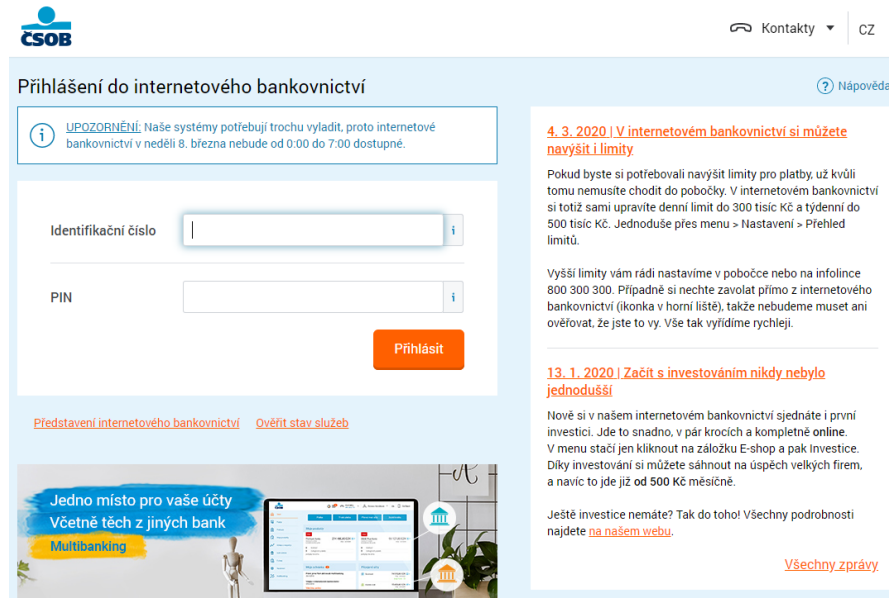 ČSOB
Kontakty
CZ
Přihlášení do internetového bankovnictví
Nápověda
UPOZORNĚNÍ: Naše systémy potřebují trochu vyladit, proto internetové
bankovnictví v neděli 8. března nebude od 0:00 do 7:00 dostupné.
Identifikační číslo
i
PIN
i
Přihlásit
Představení internetového bankovnictví Ověřit stav služeb
Jedno místo pro vaše účty
Včetně těch z jiných bank
Multibanking
4. 3. 2020 | V internetovém bankovnictví si můžete
navýšit i limity
Pokud byste si potřebovali navýšit limity pro platby, už kvůli
tomu nemusíte chodit do pobočky. V internetovém bankovnictví
si totiž sami upravíte denní limit do 300 tisíc Kč a týdenní do
500 tisíc Kč. Jednoduše přes menu > Nastavení > Přehled
limitů.
Vyšší limity vám rádi nastavíme v pobočce nebo na infolince
800 300 300. Případně si nechte zavolat přímo z internetového
bankovnictví (ikonka v horní liště), takže nebudeme muset ani
ověřovat, že jste to vy. Vše tak vyřídíme rychleji.
13. 1. 2020 | Začít s investováním nikdy nebylo
jednodušší
Nově si v našem internetovém bankovnictví sjednáte i první
investici. Jde to snadno, v pár krocích a kompletně online.
V menu stačí jen kliknout na záložku E-shop a pak Investice.
Díky investování si můžete sáhnout na úspěch velkých firem,
a navíc to jde již od 500 Kč měsíčně.
Ještě investice nemáte? Tak do toho! Všechny podrobnosti
najdete na našem webu.
Všechny zprávy